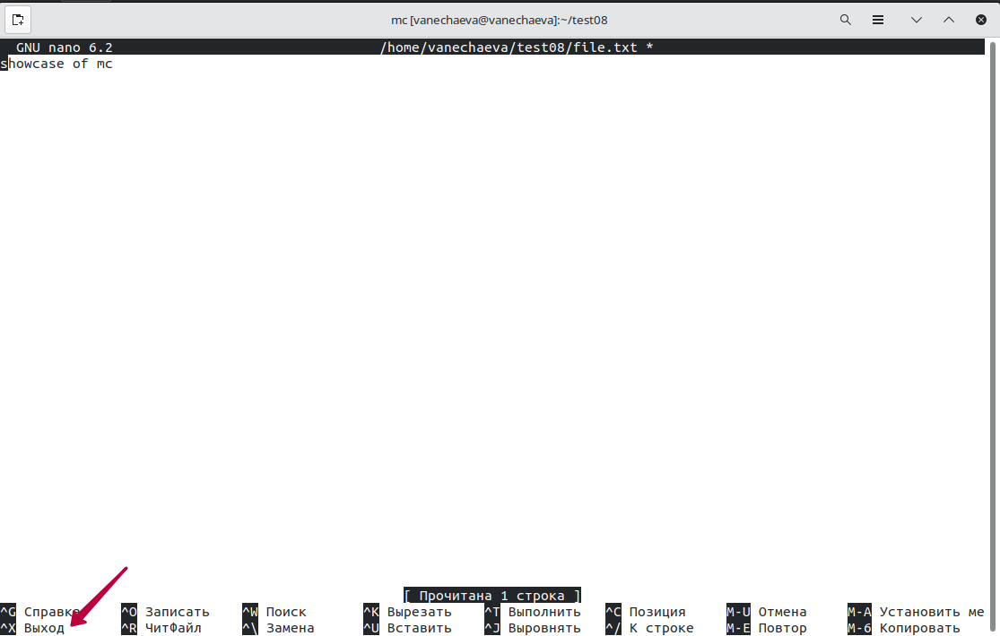 mc [vanechaeva@vanechaeva]:~/test08
GNU nano 6.2 /home/vanechaeva/test08/file.txt *
showcase of mc
[ Прочитана 1 строка ]
^G Справка ^O Записать ^W Поиск ^K Вырезать ^T Выполнить ^C Позиция M-U Отмена M-A Установить ме
^X Выход ^R ЧитФайл ^\ Замена ^U Вставить ^J Выровнять ^/ К строке M-E Повтор M-6 Копировать